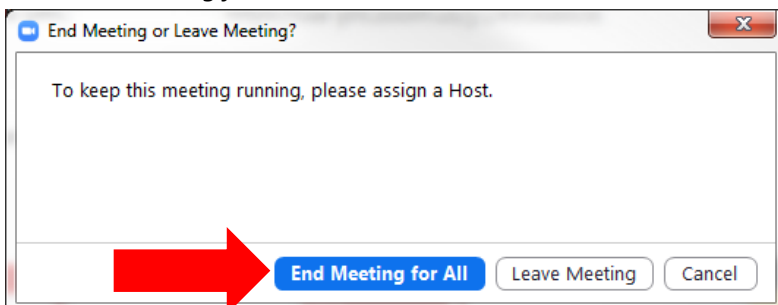 End Meeting or Leave Meeting?
To keep this meeting running, please assign a Host.
End Meeting for All Leave Meeting Cancel